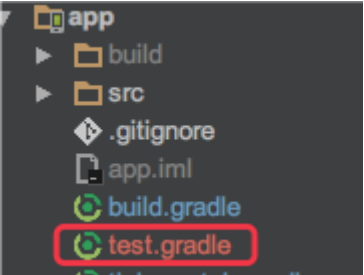 app
build
src
.gitignore
app.iml
build.gradle
test.gradle